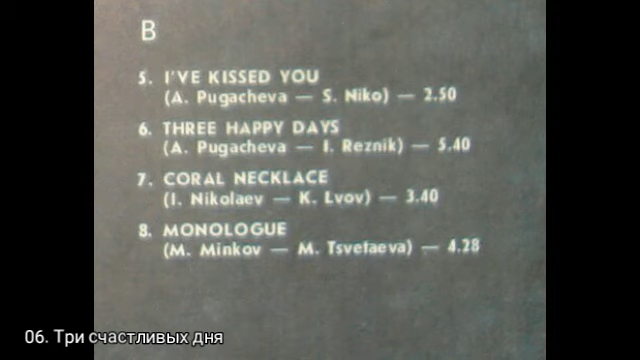 B
5. I'VE KISSED YOU
(A. Pugacheva — S. Niko) — 2.50
6. THREE HAPPY DAYS
(A. Pugacheva — I. Reznik) — 5.40
7. CORAL NECKLACE
(I. Nikolaev — K. Lvov) — 3.40
8. MONOLOGUE
(M. Minkov — M. Tsvetaeva) — 4.28
06. Три счастливых дня